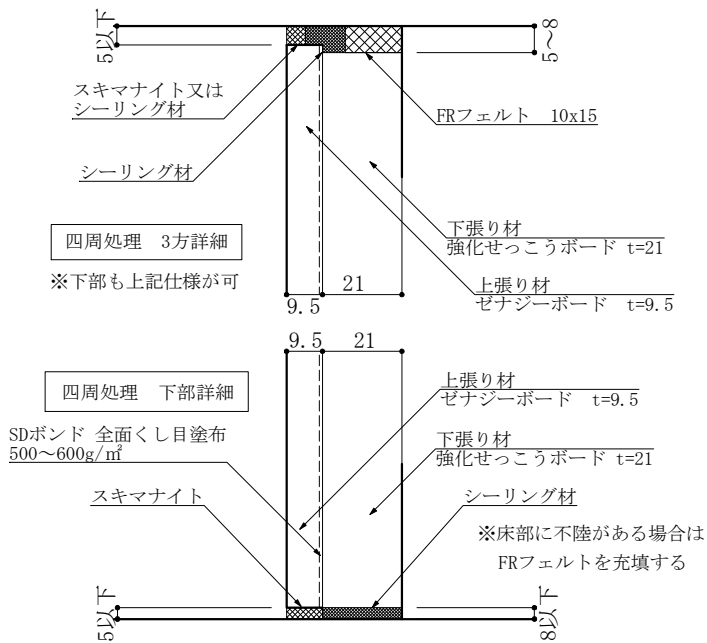 5以下
5～8
スキマナイト又は
シーリング材
FRフェルト　10x15
シーリング材
四周処理　3方詳細
※下部も上記仕様が可
下張り材
強化せっこうボード t=21
上張り材
ゼナジーボード　t=9.5
9.5
21
9.5
21
四周処理　下部詳細
上張り材
ゼナジーボード　t=9.5
SDボンド 全面くし目塗布
500～600g/㎡
下張り材
強化せっこうボード t=21
スキマナイト
シーリング材
※床部に不陸がある場合は
FRフェルトを充填する
5以下
8以下